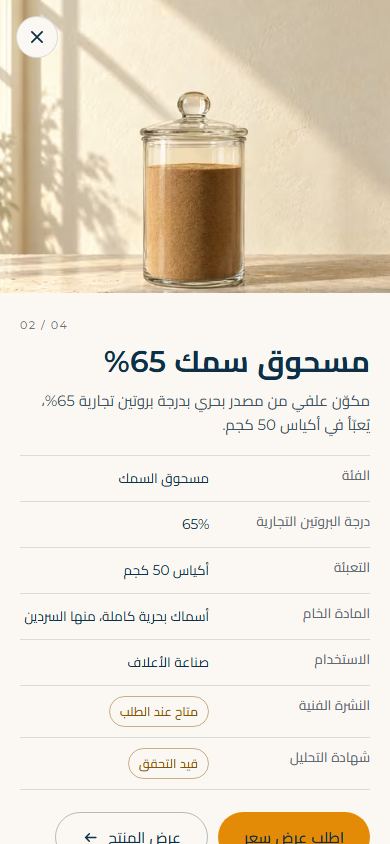 02 / 04
مسحوق سمك 65%
مكوّن علفي من مصدر بحري بدرجة بروتين تجارية 65%،
يُعبّأ في أكياس 50 كجم.
الفئة
مسحوق السمك
درجة البروتين التجارية
65%
التعبئة
أكياس 50 كجم
المادة الخام
أسماك بحرية كاملة، منها السردين
الاستخدام
صناعة الأعلاف
النشرة الفنية
متاح عند الطلب
شهادة التحليل
قيد التحقق
اطلب عرض سعر
عرض المنتج ←